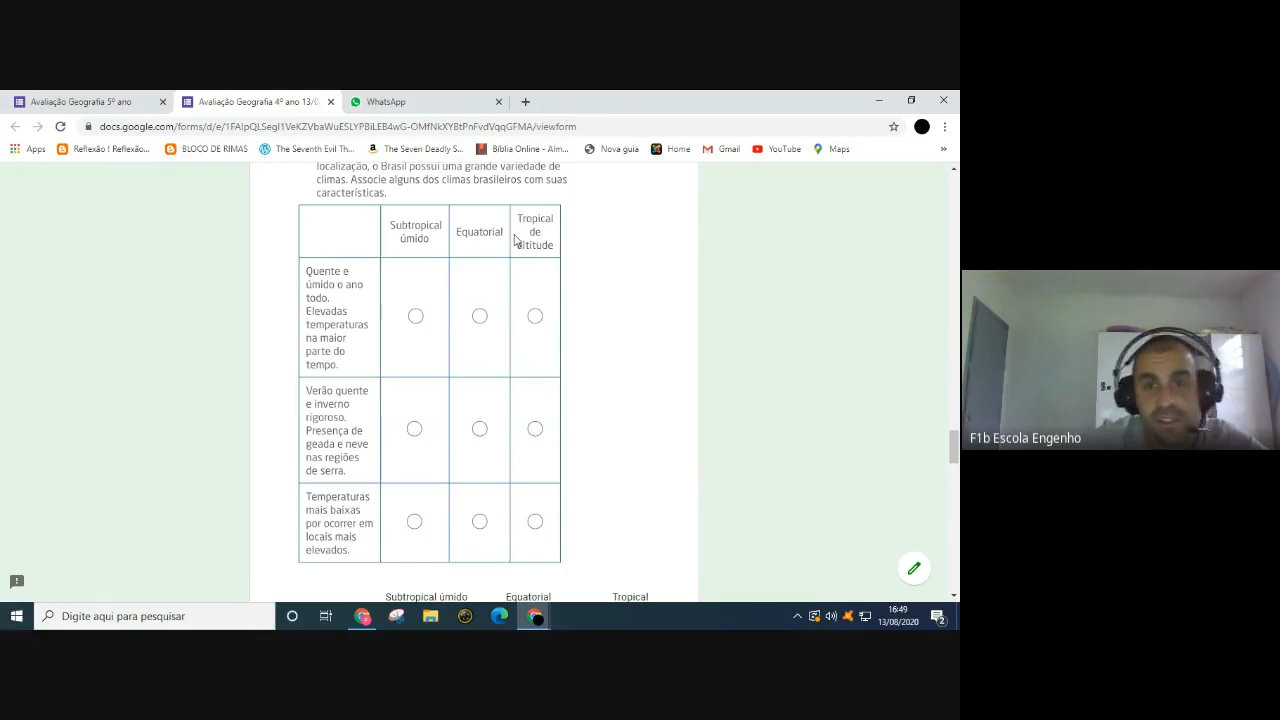 Avaliação Geografia 5º ano
Avaliação Geografia 4º ano 13/0
WhatsApp
docs.google.com/forms/d/e/1FAIpQLSegI1VeKZVbaWuESLYPBiLEB4wG-OMfNkXYBtPnFvdVqqGFMA/viewform
Apps
Reflexão ! Reflexão...
BLOCO DE RIMAS
The Seventh Evil Th...
The Seven Deadly S...
Bíblia Online - Alm...
Nova guia
Home
Gmail
YouTube
Maps
»
localização, o Brasil possui uma grande variedade de
climas. Associe alguns dos climas brasileiros com suas
características.
Subtropical
úmido
Equatorial
Tropical
de
altitude
Quente e
úmido o ano
todo.
Elevadas
temperaturas
na maior
parte do
tempo.
Verão quente
e inverno
rigoroso.
Presença de
geada e neve
nas regiões
de serra.
Temperaturas
mais baixas
por ocorrer em
locais mais
elevados.
Subtropical úmido
Equatorial
Tropical
F1b Escola Engenho
Digite aqui para pesquisar
16:49
13/08/2020
2